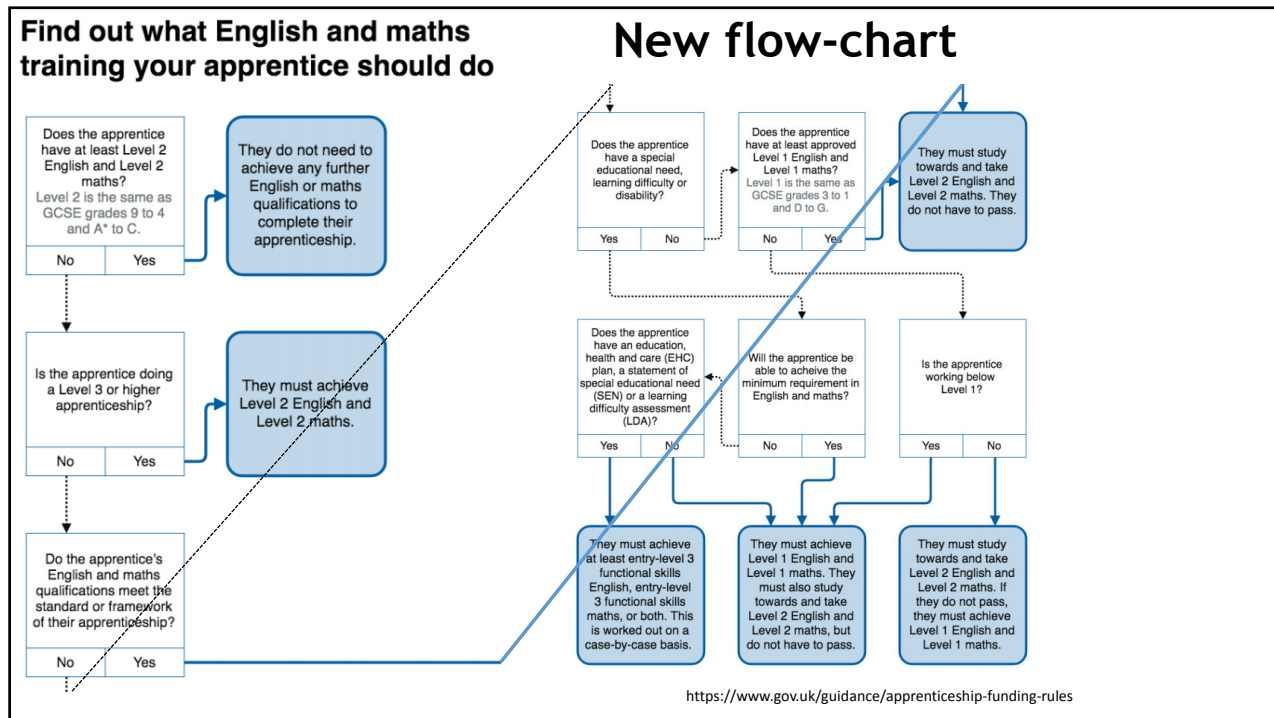 Find out what English and maths
training your apprentice should do
New flow-chart
Does the apprentice
have at least Level 2
English and Level 2
maths?
Level 2 is the same as
GCSE grades 9 to 4
and A* to C.
No
Yes
They do not need to
achieve any further
English or maths
qualifications to
complete their
apprenticeship.
Is the apprentice doing
a Level 3 or higher
apprenticeship?
No
Yes
They must achieve
Level 2 English and
Level 2 maths.
Do the apprentice's
English and maths
qualifications meet the
standard or framework
of their apprenticeship?
No
Yes
Does the apprentice
have a special
educational need,
learning difficulty or
disability?
Yes
No
Does the apprentice
have at least approved
Level 1 English and
Level 1 maths?
Level 1 is the same as
GCSE grades 3 to 1
and D to G.
No
Yes
They must study
towards and take
Level 2 English and
Level 2 maths. They
do not have to pass.
Does the apprentice
have an education,
health and care (EHC)
plan, a statement of
special educational need
(SEN) or a learning
difficulty assessment
(LDA)?
Yes
No
Will the apprentice be
able to acheive the
minimum requirement in
English and maths?
No
Yes
Is the apprentice
working below
Level 1?
Yes
No
They must achieve
at least entry-level 3
functional skills
English, entry-level
3 functional skills
maths, or both. This
is worked out on a
case-by-case basis.
They must achieve
Level 1 English and
Level 1 maths. They
must also study
towards and take
Level 2 English and
Level 2 maths, but
do not have to pass.
They must study
towards and take
Level 2 English and
Level 2 maths. If
they do not pass,
they must achieve
Level 1 English and
Level 1 maths.
https://www.gov.uk/guidance/apprenticeship-funding-rules